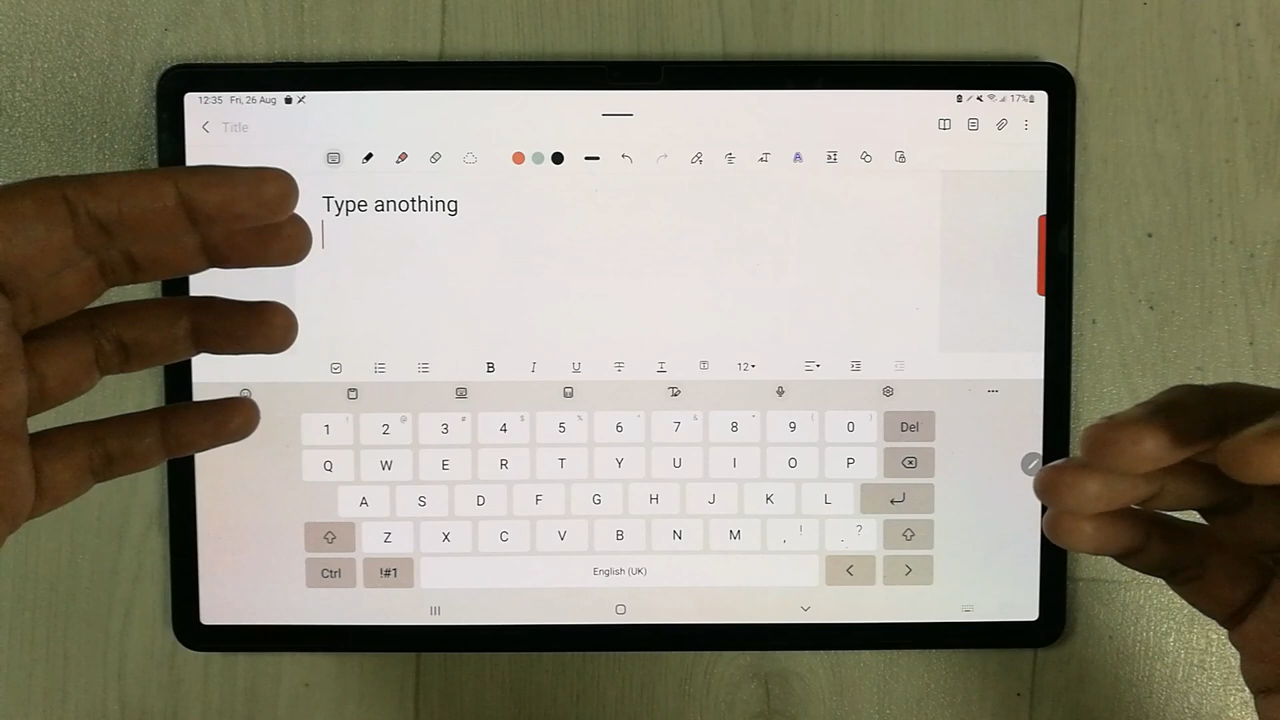 12:35 Fri, 26 Aug 17%
Title
Type anothing
B I U T T T 12
1 ! 2 @ 3 # 4 $ 5 % 6 ^ 7 & 8 * 9 ( 0 ) Del
Q W E R T Y U I O P
A S D F G H J K L
Z X C V B N M , ! . ?
Ctrl !#1 English (UK) < >